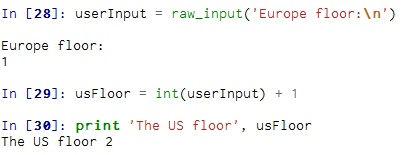 In [28]: userInput = raw_input('Europe floor:\n')
Europe floor:
1
In [29]: usFloor = int(userInput) + 1
In [30]: print 'The US floor', usFloor
The US floor 2